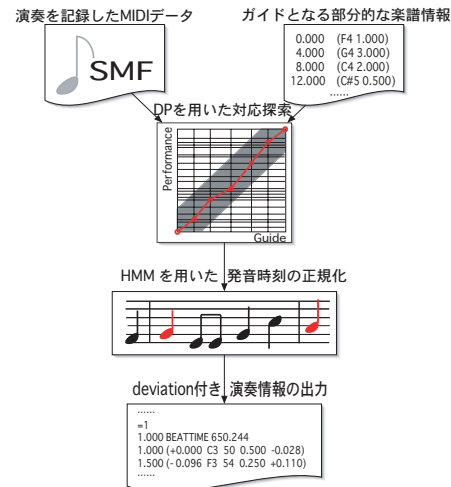 演奏を記録したMIDIデータ
ガイドとなる部分的な楽譜情報
SMF
0.000 (F4 1.000)
4.000 (G4 3.000)
8.000 (C4 2.000)
12.000 (C#5 0.500)
......
DPを用いた対応探索
Performance
Guide
HMM を用いた 発音時刻の正規化
deviation付き 演奏情報の出力
......
=1
1.000 BEATTIME 650.244
1.000 (+0.000 C3 50 0.500 -0.028)
1.500 (- 0.096 F3 54 0.250 +0.110)
......